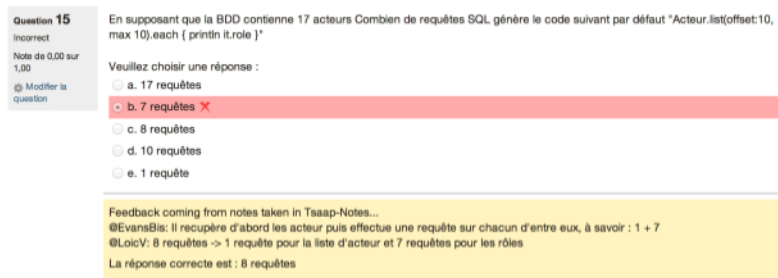 Question 15
Incorrect
Note de 0,00 sur
1,00
Modifier la
question
En supposant que la BDD contienne 17 acteurs Combien de requêtes SQL génère le code suivant par défaut "Acteur.list(offset:10,
max 10).each { println it.role }"
Veuillez choisir une réponse :
a. 17 requêtes
b. 7 requêtes
c. 8 requêtes
d. 10 requêtes
e. 1 requête
Feedback coming from notes taken in Tsaap-Notes...
@EvansBis: Il recupère d'abord les acteur puis effectue une requête sur chacun d'entre eux, à savoir : 1 + 7
@LoicV: 8 requêtes -> 1 requête pour la liste d'acteur et 7 requêtes pour les rôles
La réponse correcte est : 8 requêtes